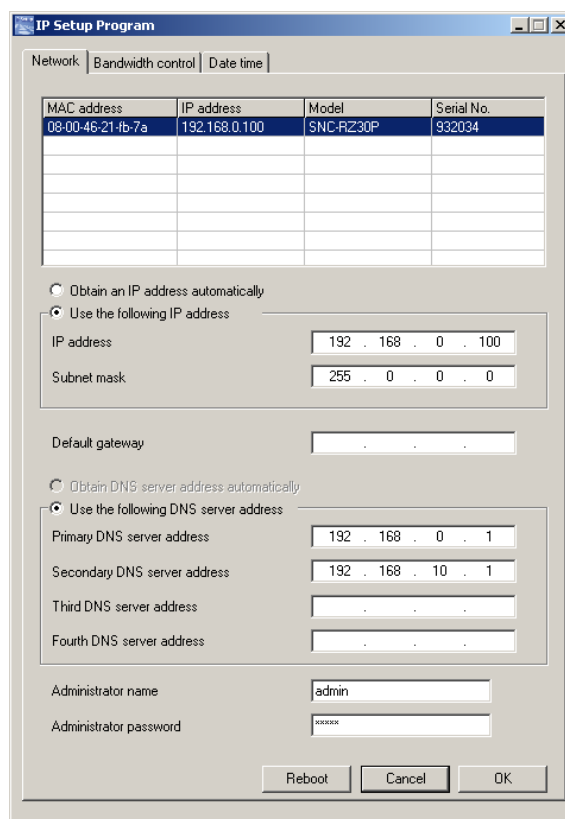 IP Setup Program
Network Bandwidth control Date time
MAC address IP address Model Serial No.
08-00-46-21-fb-7a 192.168.0.100 SNC-RZ30P 932034
Obtain an IP address automatically
Use the following IP address
IP address 192 . 168 . 0 . 100
Subnet mask 255 . 0 . 0 . 0
Default gateway . . .
Obtain DNS server address automatically
Use the following DNS server address
Primary DNS server address 192 . 168 . 0 . 1
Secondary DNS server address 192 . 168 . 10 . 1
Third DNS server address . . .
Fourth DNS server address . . .
Administrator name admin
Administrator password xxxxx
Reboot Cancel OK